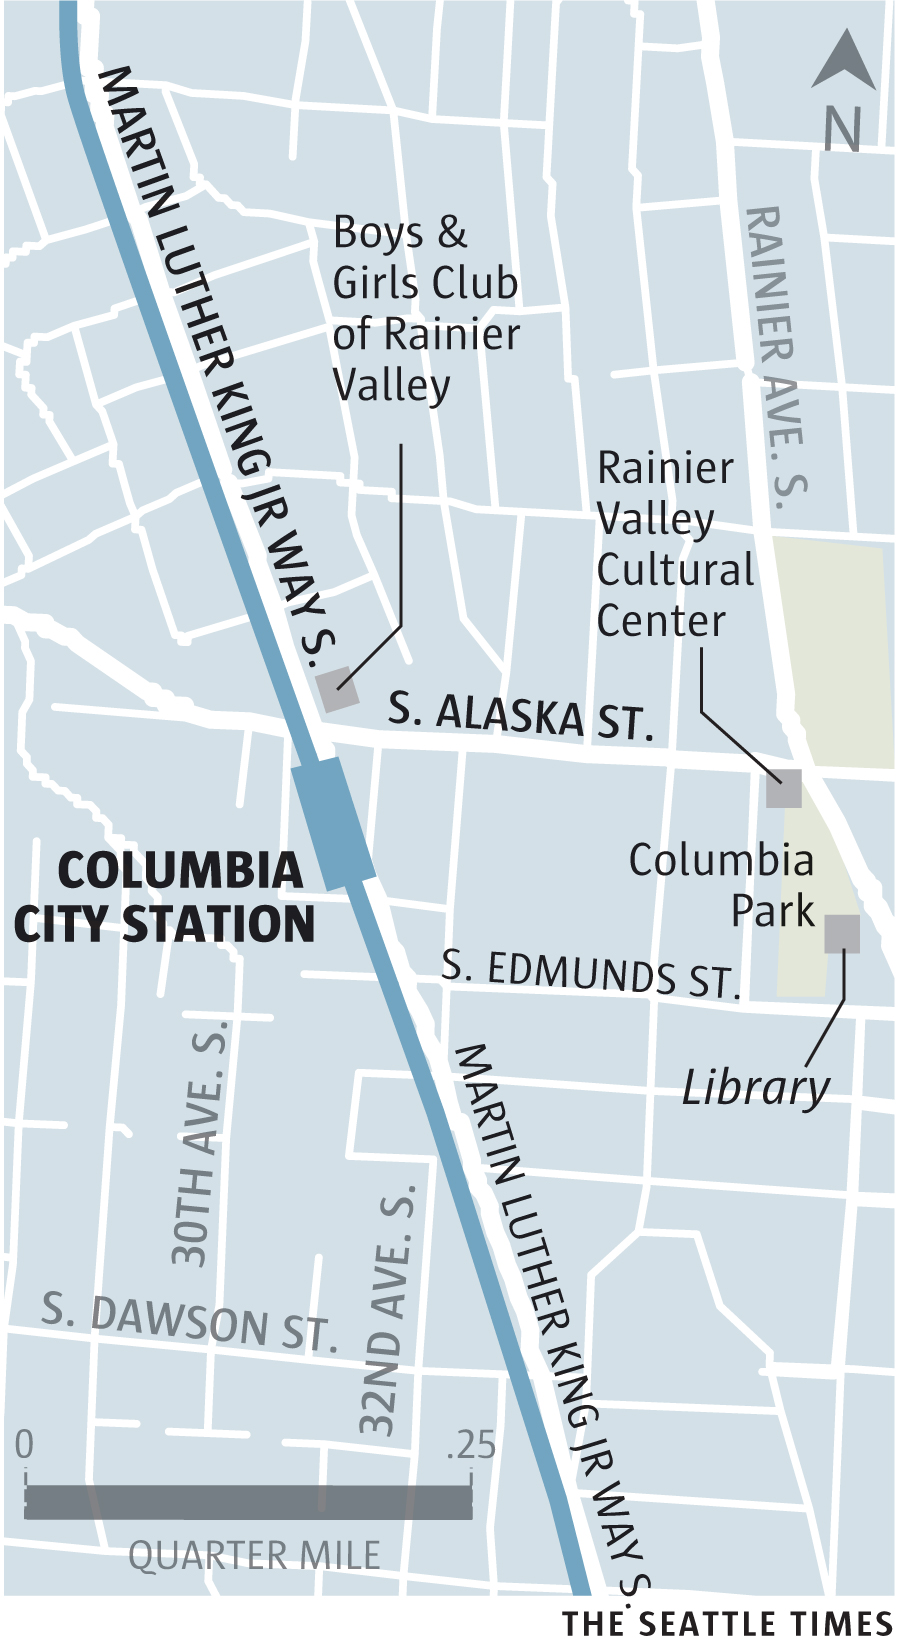 N
MARTIN LUTHER KING JR WAY S.
RAINIER AVE. S.
Boys &
Girls Club
of Rainier
Valley
Rainier
Valley
Cultural
Center
S. ALASKA ST.
COLUMBIA
CITY STATION
Columbia
Park
S. EDMUNDS ST.
Library
MARTIN LUTHER KING JR WAY S.
30TH AVE. S.
32ND AVE. S.
S. DAWSON ST.
0 .25
QUARTER MILE
THE SEATTLE TIMES